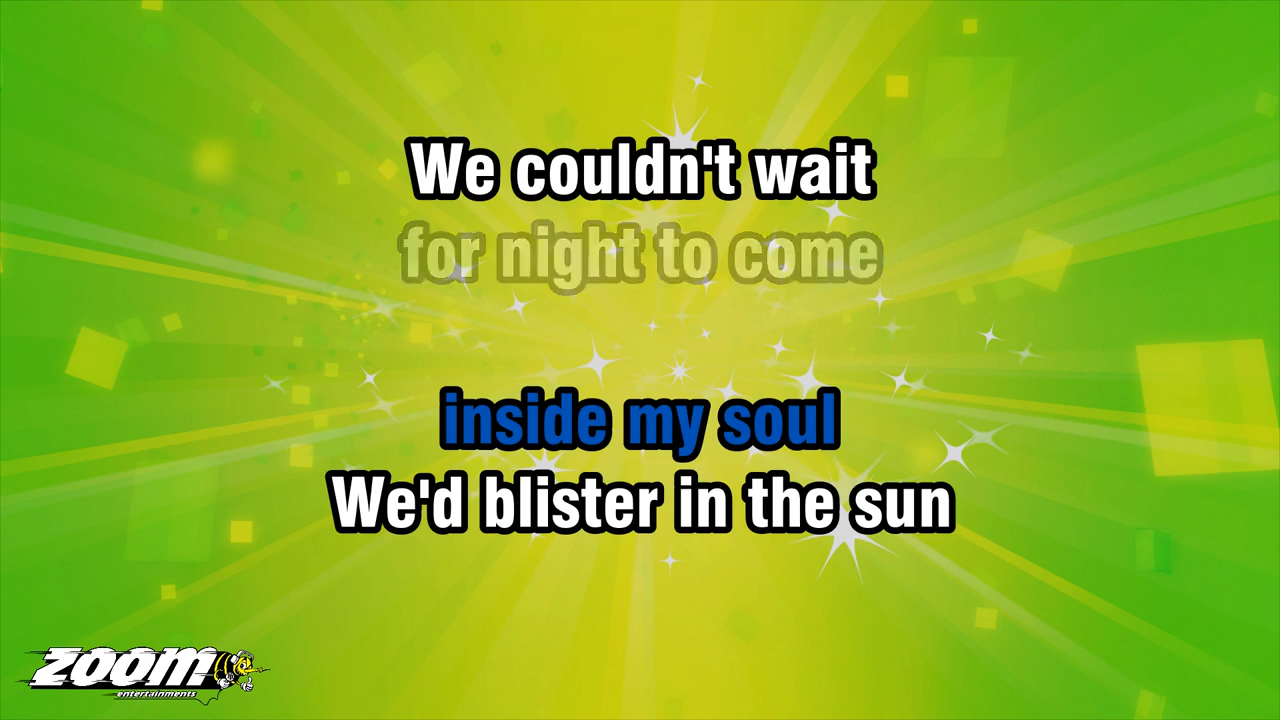 We couldn't wait
for night to come
inside my soul
We'd blister in the sun
ZOOM
entertainments